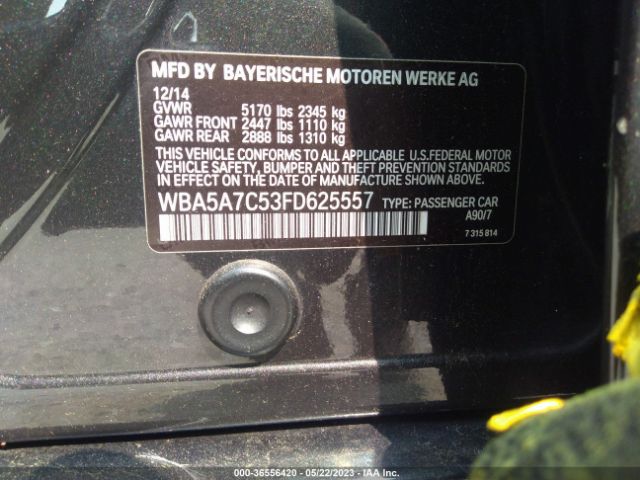 MFD BY BAYERISCHE MOTOREN WERKE AG
12/14
GVWR 5170 lbs 2345 kg
GAWR FRONT 2447 lbs 1110 kg
GAWR REAR 2888 lbs 1310 kg
THIS VEHICLE CONFORMS TO ALL APPLICABLE U.S.FEDERAL MOTOR
VEHICLE SAFETY, BUMPER, AND THEFT PREVENTION STANDARDS
IN EFFECT ON THE DATE OF MANUFACTURE SHOWN ABOVE.
WBA5A7C53FD625557 TYPE: PASSENGER CAR
A90/7
7 315 814
000-36556420 - 05/22/2023 - IAA Inc.